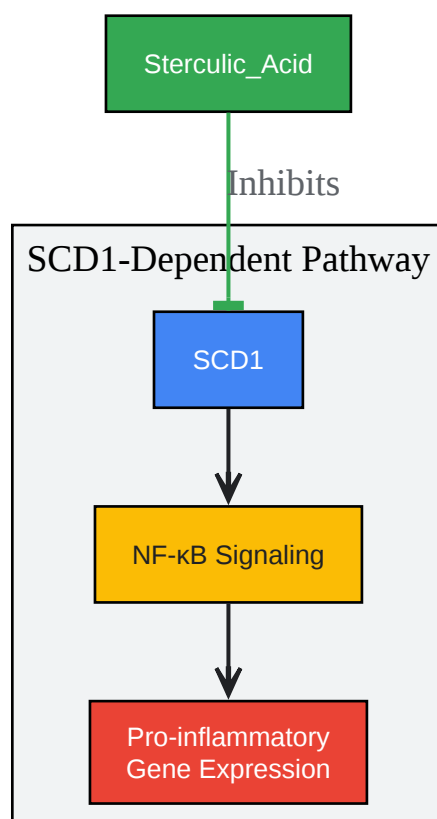 Sterculic_Acid
Inhibits
SCD1-Dependent Pathway
SCD1
NF-κB Signaling
Pro-inflammatory
Gene Expression